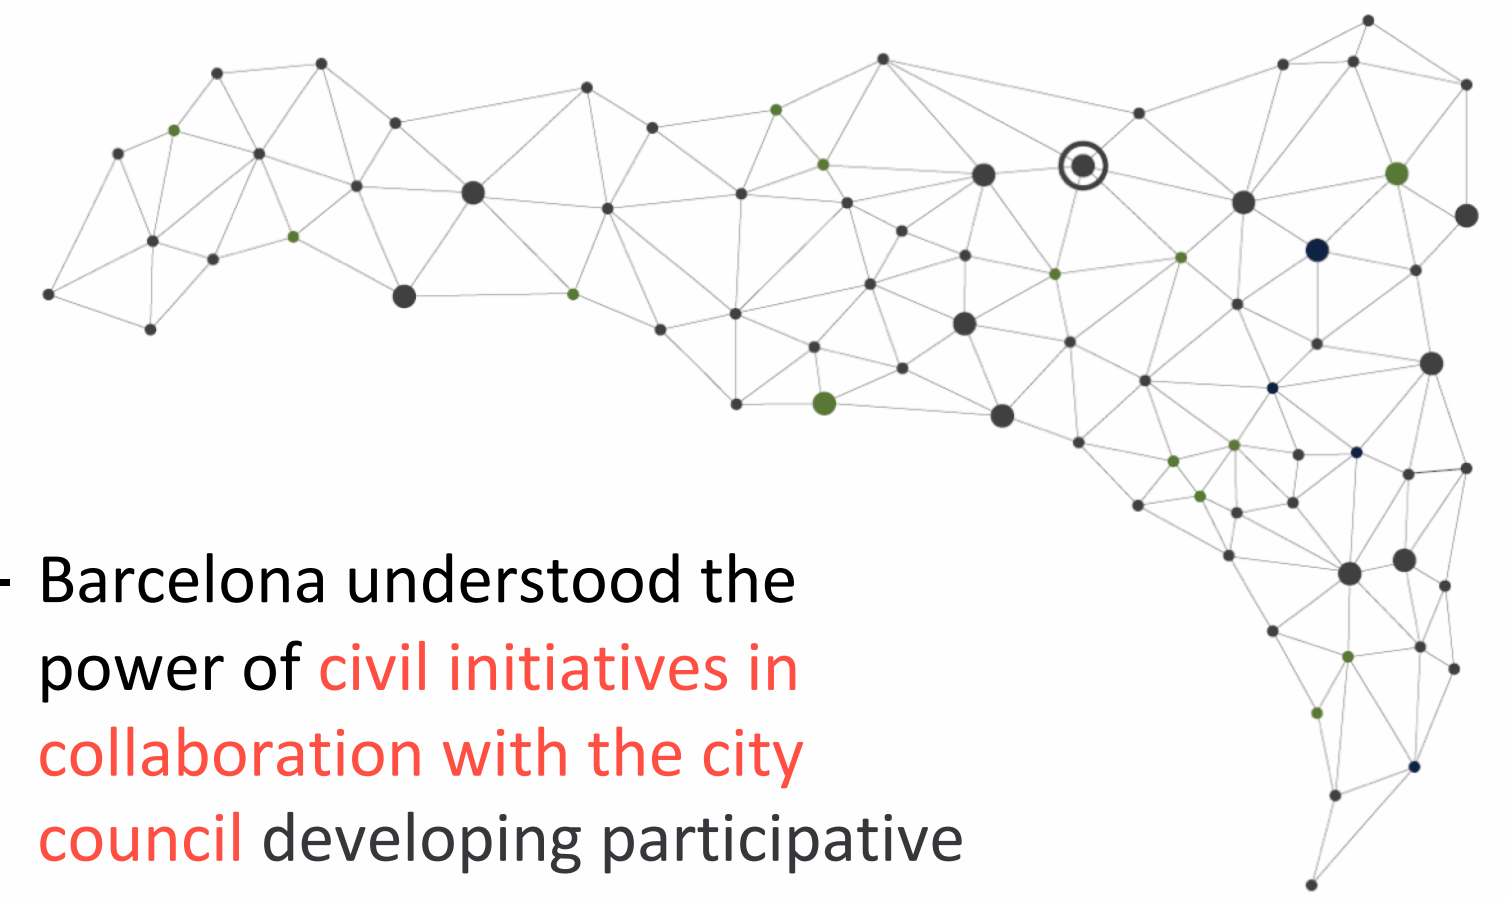 - Barcelona understood the
power of civil initiatives in
collaboration with the city
council developing participative